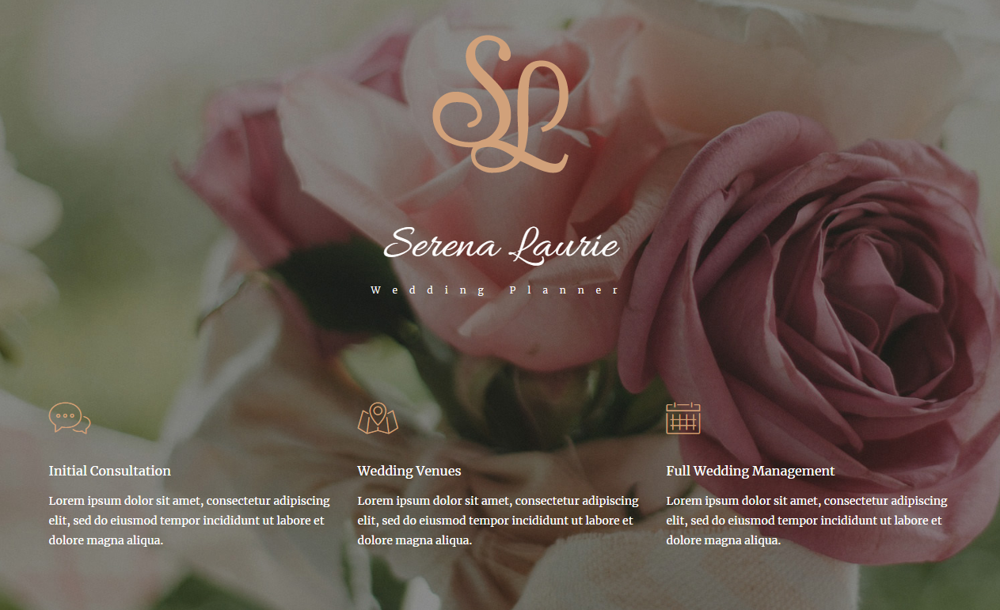 SL
Serena Laurie
Wedding Planner
Initial Consultation
Lorem ipsum dolor sit amet, consectetur adipiscing
elit, sed do eiusmod tempor incididunt ut labore et
dolore magna aliqua.
Wedding Venues
Lorem ipsum dolor sit amet, consectetur adipiscing
elit, sed do eiusmod tempor incididunt ut labore et
dolore magna aliqua.
Full Wedding Management
Lorem ipsum dolor sit amet, consectetur adipiscing
elit, sed do eiusmod tempor incididunt ut labore et
dolore magna aliqua.